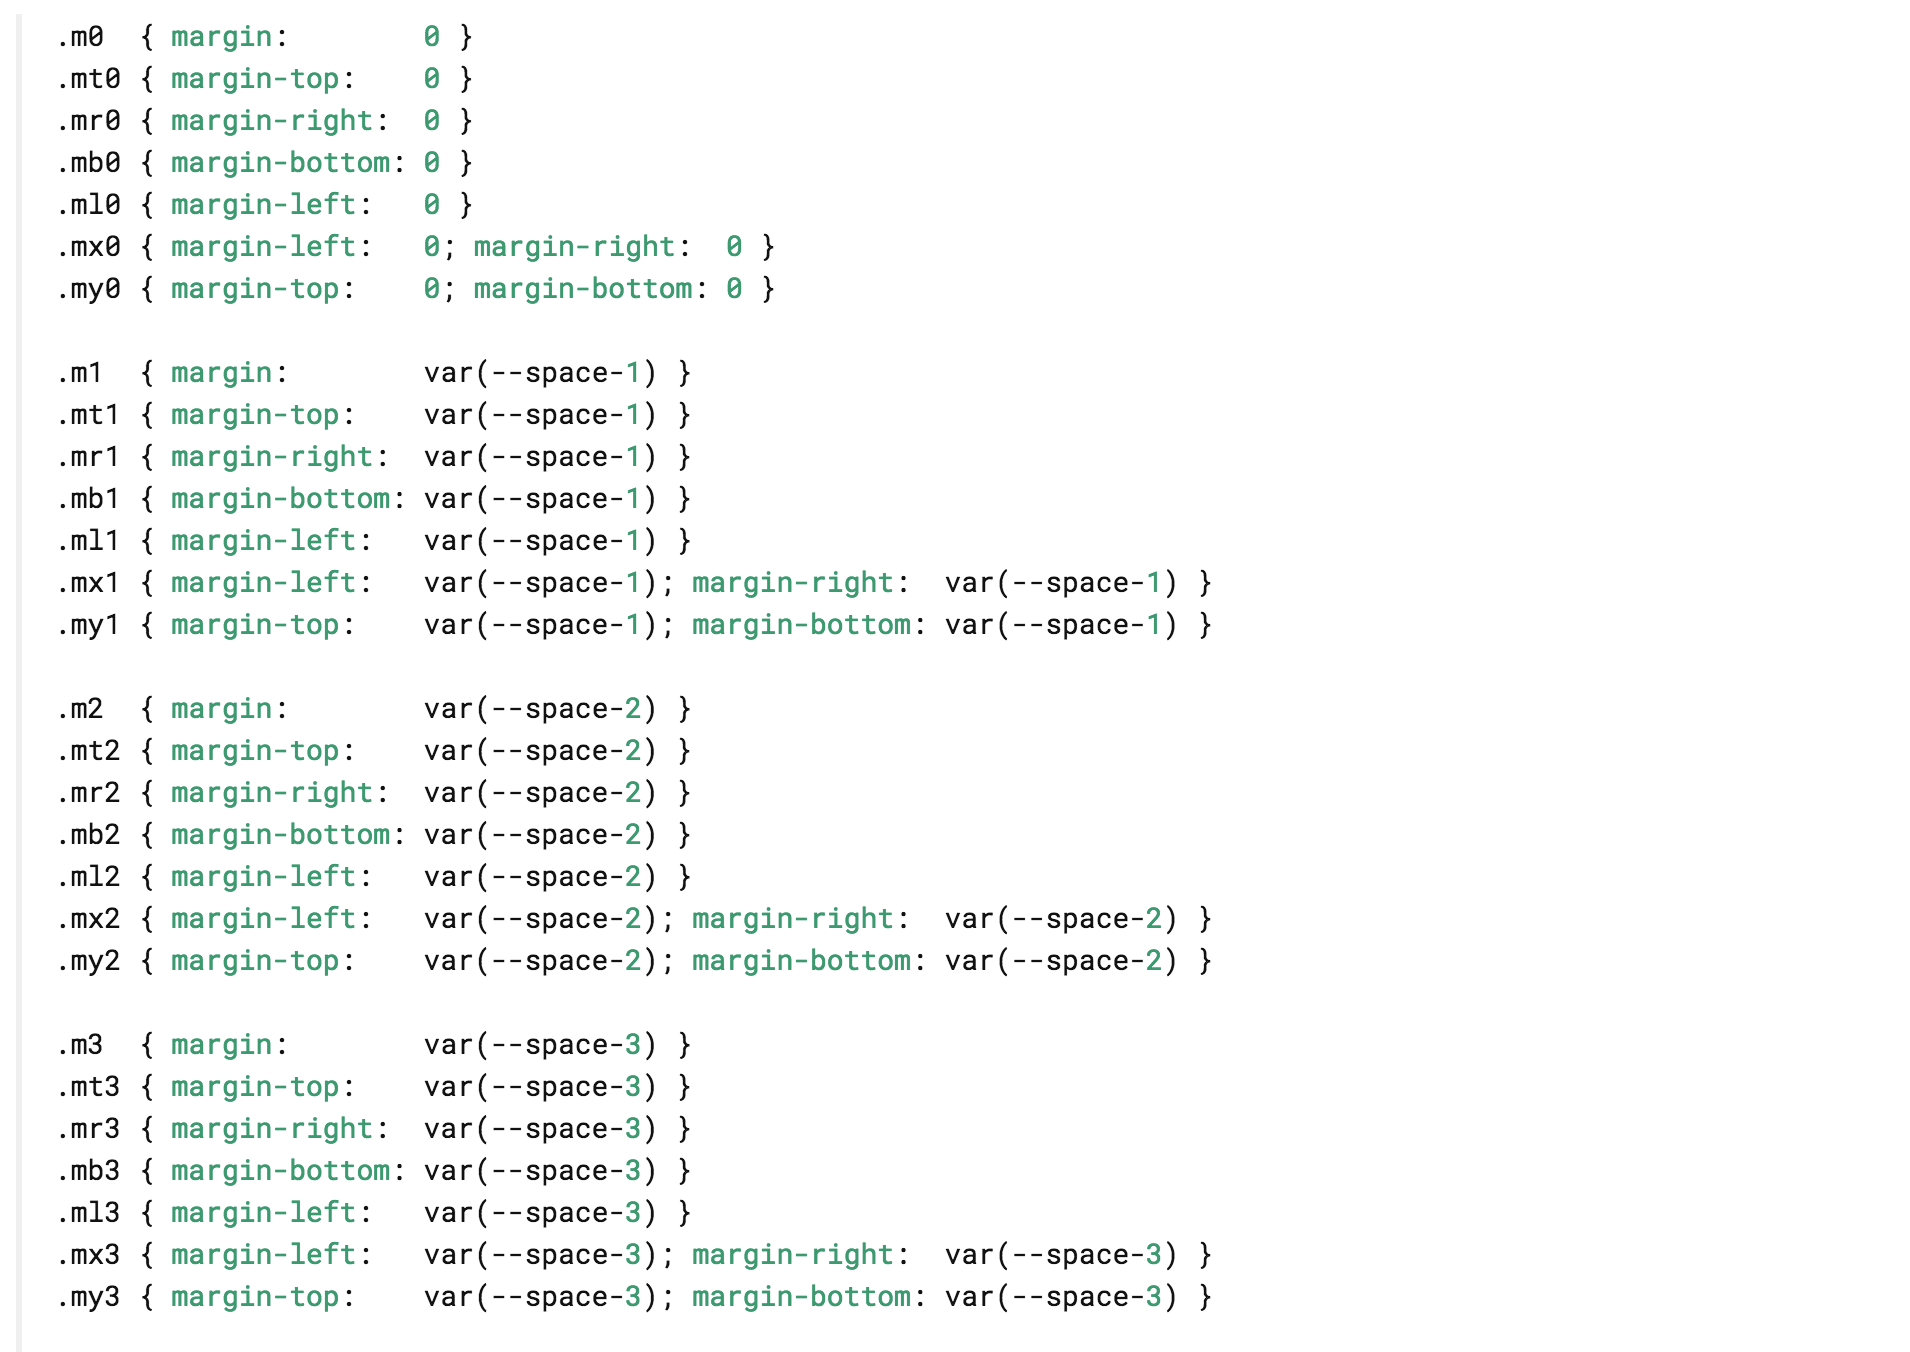 .m0  { margin:        0 }
.mt0 { margin-top:    0 }
.mr0 { margin-right:  0 }
.mb0 { margin-bottom: 0 }
.ml0 { margin-left:   0 }
.mx0 { margin-left:   0; margin-right:  0 }
.my0 { margin-top:    0; margin-bottom: 0 }

.m1  { margin:        var(--space-1) }
.mt1 { margin-top:    var(--space-1) }
.mr1 { margin-right:  var(--space-1) }
.mb1 { margin-bottom: var(--space-1) }
.ml1 { margin-left:   var(--space-1) }
.mx1 { margin-left:   var(--space-1); margin-right:  var(--space-1) }
.my1 { margin-top:    var(--space-1); margin-bottom: var(--space-1) }

.m2  { margin:        var(--space-2) }
.mt2 { margin-top:    var(--space-2) }
.mr2 { margin-right:  var(--space-2) }
.mb2 { margin-bottom: var(--space-2) }
.ml2 { margin-left:   var(--space-2) }
.mx2 { margin-left:   var(--space-2); margin-right:  var(--space-2) }
.my2 { margin-top:    var(--space-2); margin-bottom: var(--space-2) }

.m3  { margin:        var(--space-3) }
.mt3 { margin-top:    var(--space-3) }
.mr3 { margin-right:  var(--space-3) }
.mb3 { margin-bottom: var(--space-3) }
.ml3 { margin-left:   var(--space-3) }
.mx3 { margin-left:   var(--space-3); margin-right:  var(--space-3) }
.my3 { margin-top:    var(--space-3); margin-bottom: var(--space-3) }